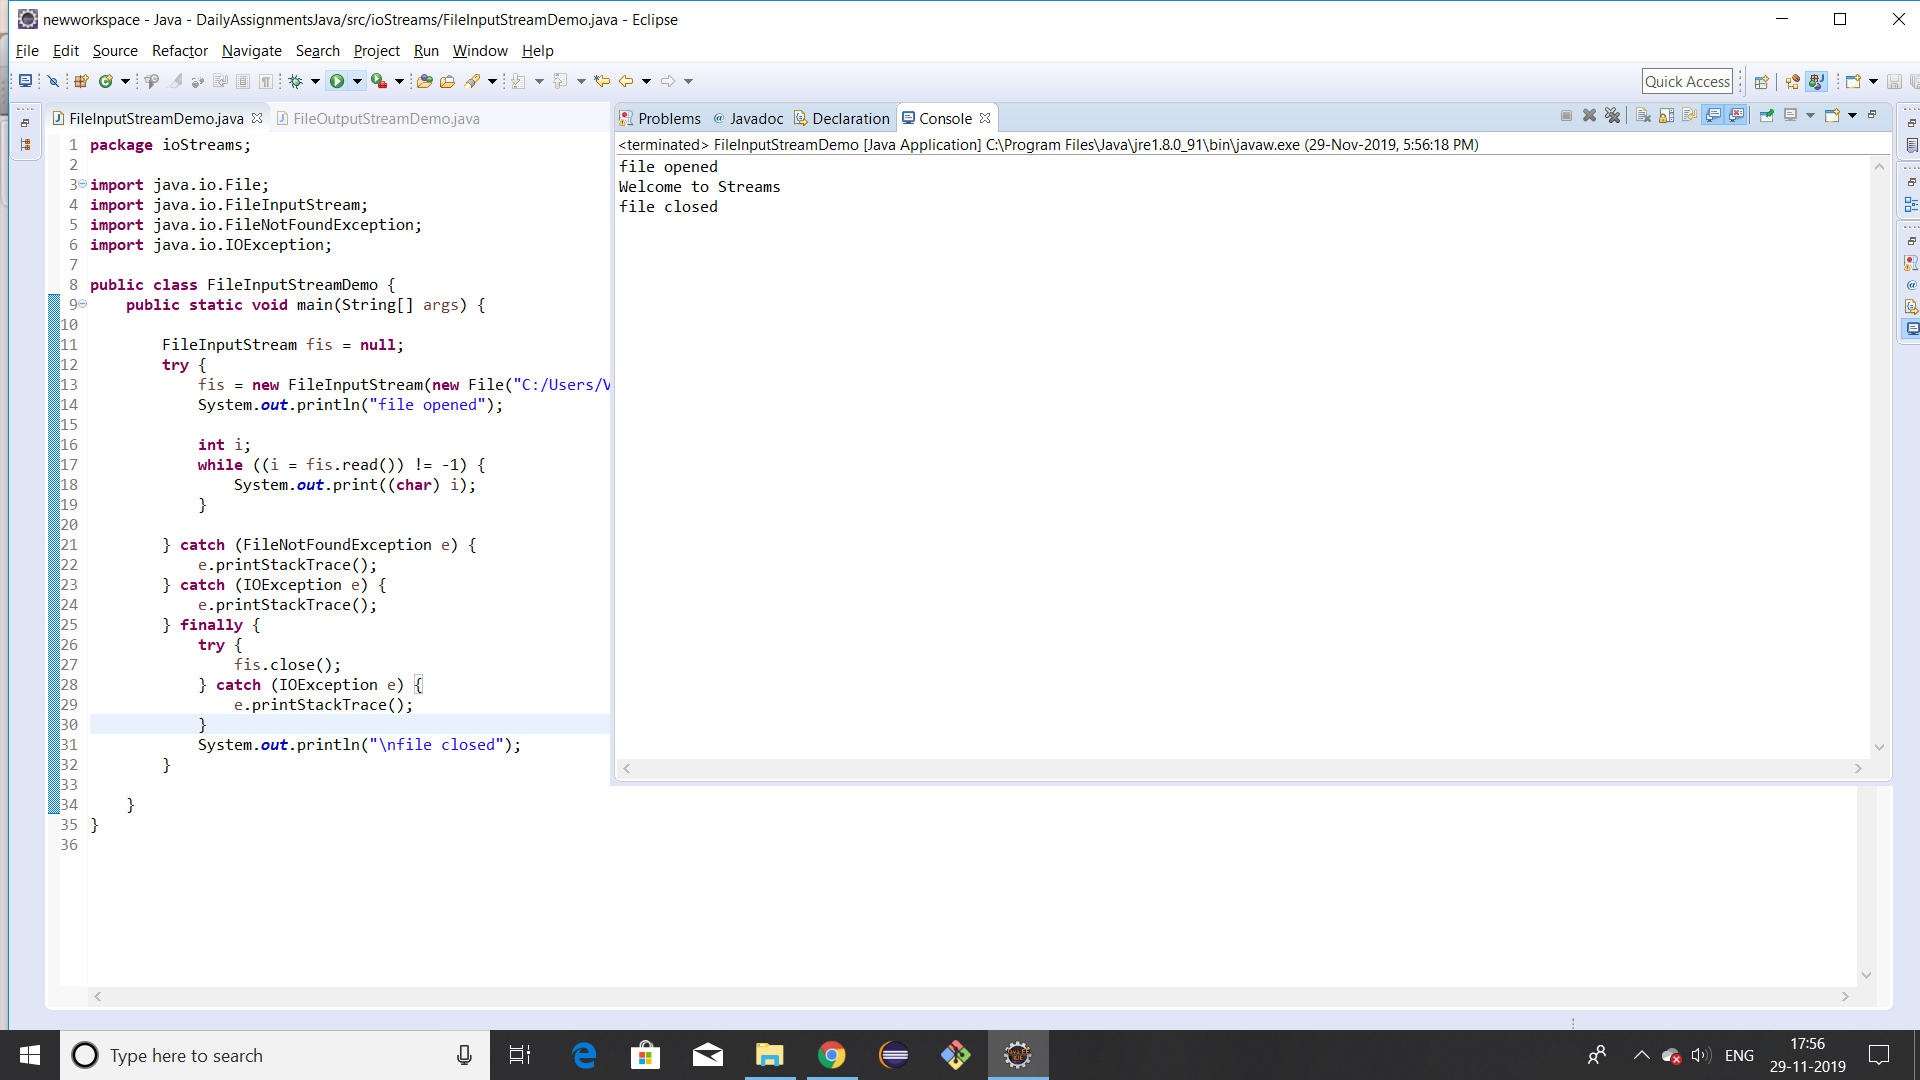 newworkspace - Java - DailyAssignmentsJava/src/ioStreams/FileInputStreamDemo.java - Eclipse
File Edit Source Refactor Navigate Search Project Run Window Help
Quick Access
FileInputStreamDemo.java FileOutputStreamDemo.java
1 package ioStreams;
2
3 import java.io.File;
4 import java.io.FileInputStream;
5 import java.io.FileNotFoundException;
6 import java.io.IOException;
7
8 public class FileInputStreamDemo {
9 public static void main(String[] args) {
10
11 FileInputStream fis = null;
12 try {
13 fis = new FileInputStream(new File("C:/Users/V
14 System.out.println("file opened");
15
16 int i;
17 while ((i = fis.read()) != -1) {
18 System.out.print((char) i);
19 }
20
21 } catch (FileNotFoundException e) {
22 e.printStackTrace();
23 } catch (IOException e) {
24 e.printStackTrace();
25 } finally {
26 try {
27 fis.close();
28 } catch (IOException e) {
29 e.printStackTrace();
30 }
31 System.out.println("\nfile closed");
32 }
33
34 }
35 }
36
Problems @ Javadoc Declaration Console
<terminated> FileInputStreamDemo [Java Application] C:\Program Files\Java\jre1.8.0_91\bin\javaw.exe (29-Nov-2019, 5:56:18 PM)
file opened
Welcome to Streams
file closed
Type here to search
ENG
17:56
29-11-2019